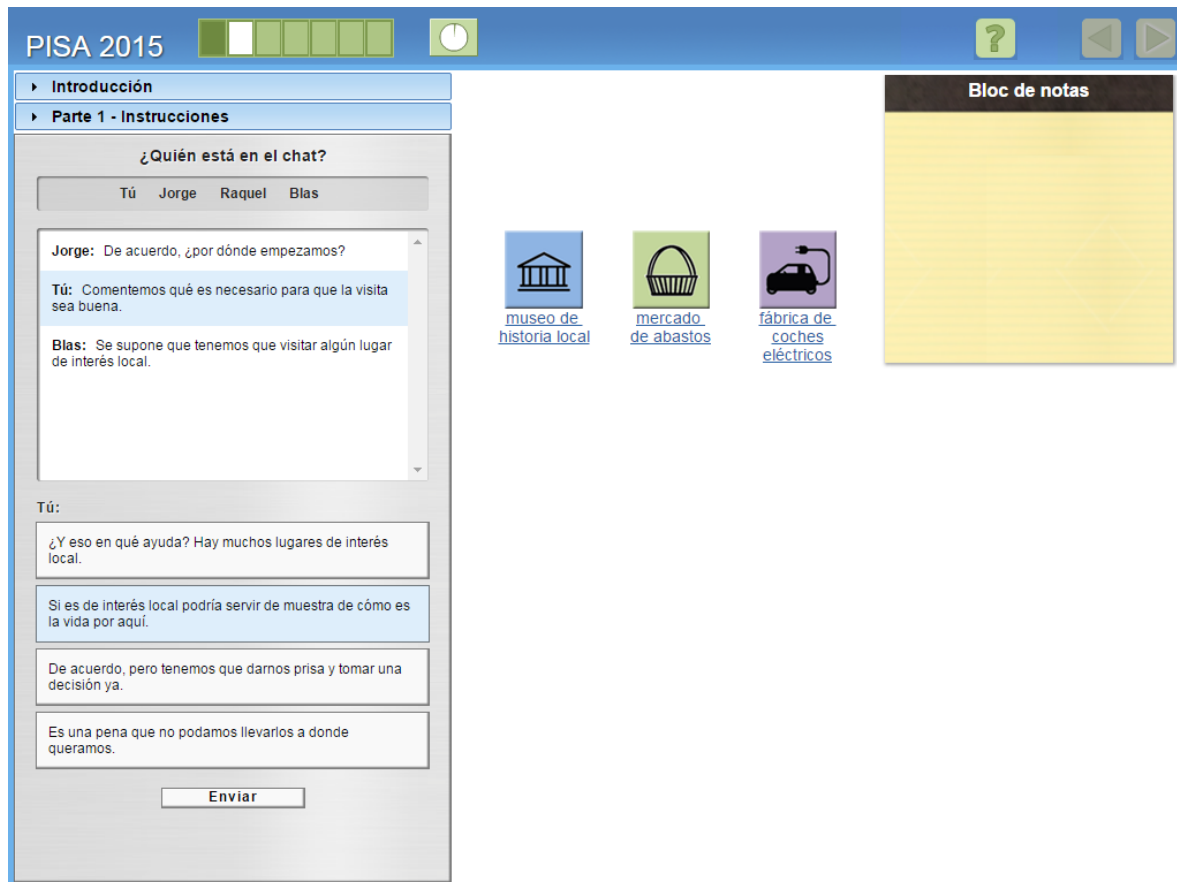 PISA 2015
?
Introducción
Parte 1 - Instrucciones
¿Quién está en el chat?
Tú Jorge Raquel Blas
Jorge: De acuerdo, ¿por dónde empezamos?
Tú: Comentemos qué es necesario para que la visita
sea buena.
Blas: Se supone que tenemos que visitar algún lugar
de interés local.
Tú:
¿Y eso en qué ayuda? Hay muchos lugares de interés
local.
Si es de interés local podría servir de muestra de cómo es
la vida por aquí.
De acuerdo, pero tenemos que darnos prisa y tomar una
decisión ya.
Es una pena que no podamos llevarlos a donde
queramos.
Enviar
museo de
historia local
mercado
de abastos
fábrica de
coches
eléctricos
Bloc de notas